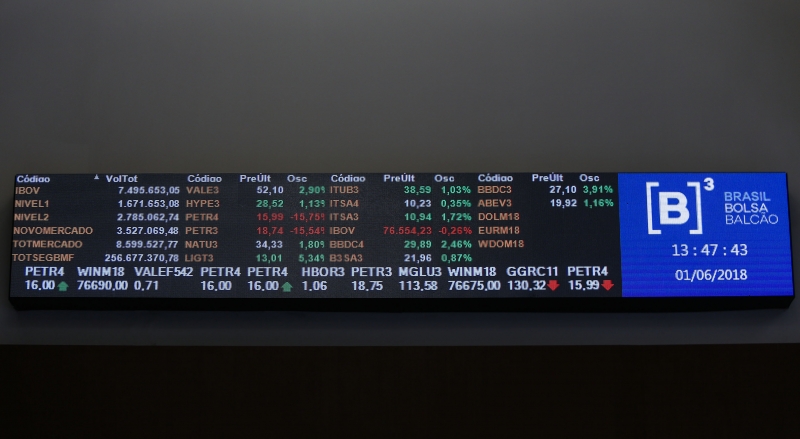 Código VolTot Código PreÚlt Osc Código PreÚlt Osc Código PreÚlt Osc
IBOV 7.495.653,05 VALE3 52,10 2,90% ITUB3 38,59 1,03% BBDC3 27,10 3,91%
NIVEL1 1.671.653,08 HYPE3 28,52 1,13% ITSA4 10,23 0,35% ABEV3 19,92 1,16%
NIVEL2 2.785.062,74 PETR4 15,99 -15,75% ITSA3 10,94 1,72% DOLM18
NOVOMERCADO 3.527.069,48 PETR3 18,74 -15,54% IBOV 76.554,23 -0,26% EURM18
TOTMERCADO 8.599.527,77 NATU3 34,33 1,80% BBDC4 29,89 2,46% WDOM18
TOTSEGBMF 256.677.370,78 LIGT3 13,01 5,34% B3SA3 21,96 0,87%
PETR4 WINM18 VALEF542 PETR4 PETR4 HBOR3 PETR3 MGLU3 WINM18 GGRC11 PETR4
16,00 76690,00 0,71 16,00 16,00 1,06 18,75 113,58 76675,00 130,32 15,99
[B]3
BRASIL
BOLSA
BALCÃO
13:47:43
01/06/2018